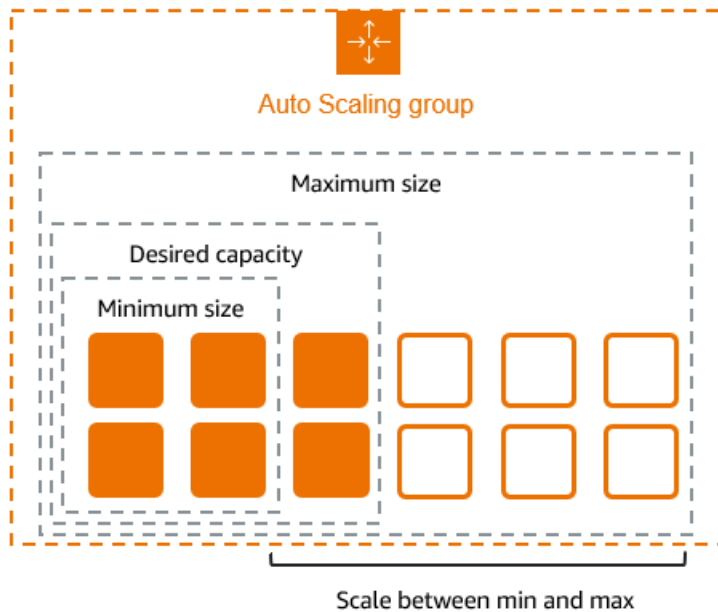 Auto Scaling group
Maximum size
Desired capacity
Minimum size
Scale between min and max